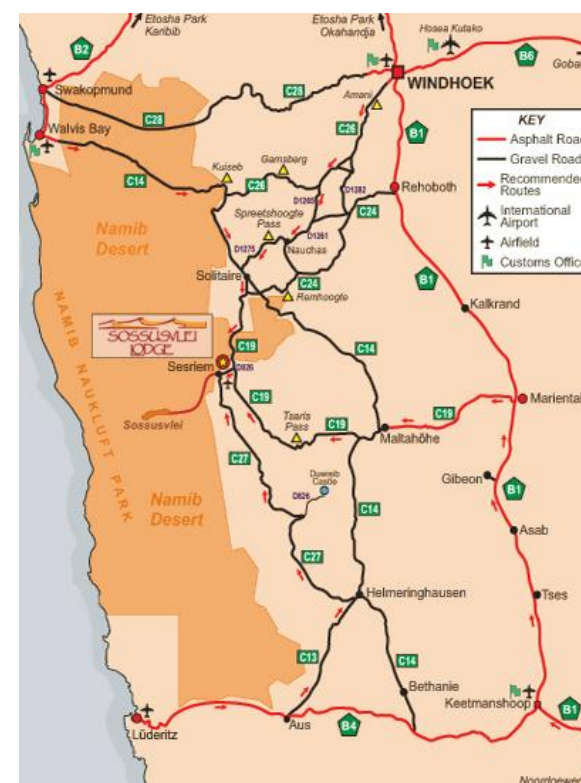 Etosha Park
Karibib
Etosha Park
Okahandja
Hosea Kutako
B2
B6
WINDHOEK
Swakopmund
C28
C28
Amani
C26
B1
Walvis Bay
C14
Kuiseb
Gamsberg
C26
D1265
D1282
Rehoboth
Spreetshoogte
Pass
D1261
C24
D1275
Nauchas
Namib
Desert
Solitaire
C24
Remhoogte
B1
Kalkrand
KEY
Asphalt Road
Gravel Road
Recommended
Routes
International
Airport
Airfield
Customs Offic
SOSSUSVLEI
LODGE
C19
C14
Sesriem
D826
C19
Mariental
Sossusvlei
C19
Tsaris
Pass
C19
Maltahöhe
NAMIB NAUKLUFT PARK
C27
Duwisib
Castle
D826
Gibeon
B1
Namib
Desert
C14
Asab
C27
Helmeringhausen
Tses
C13
C14
Bethanie
Keetmanshoop
B1
Lüderitz
Aus
B4